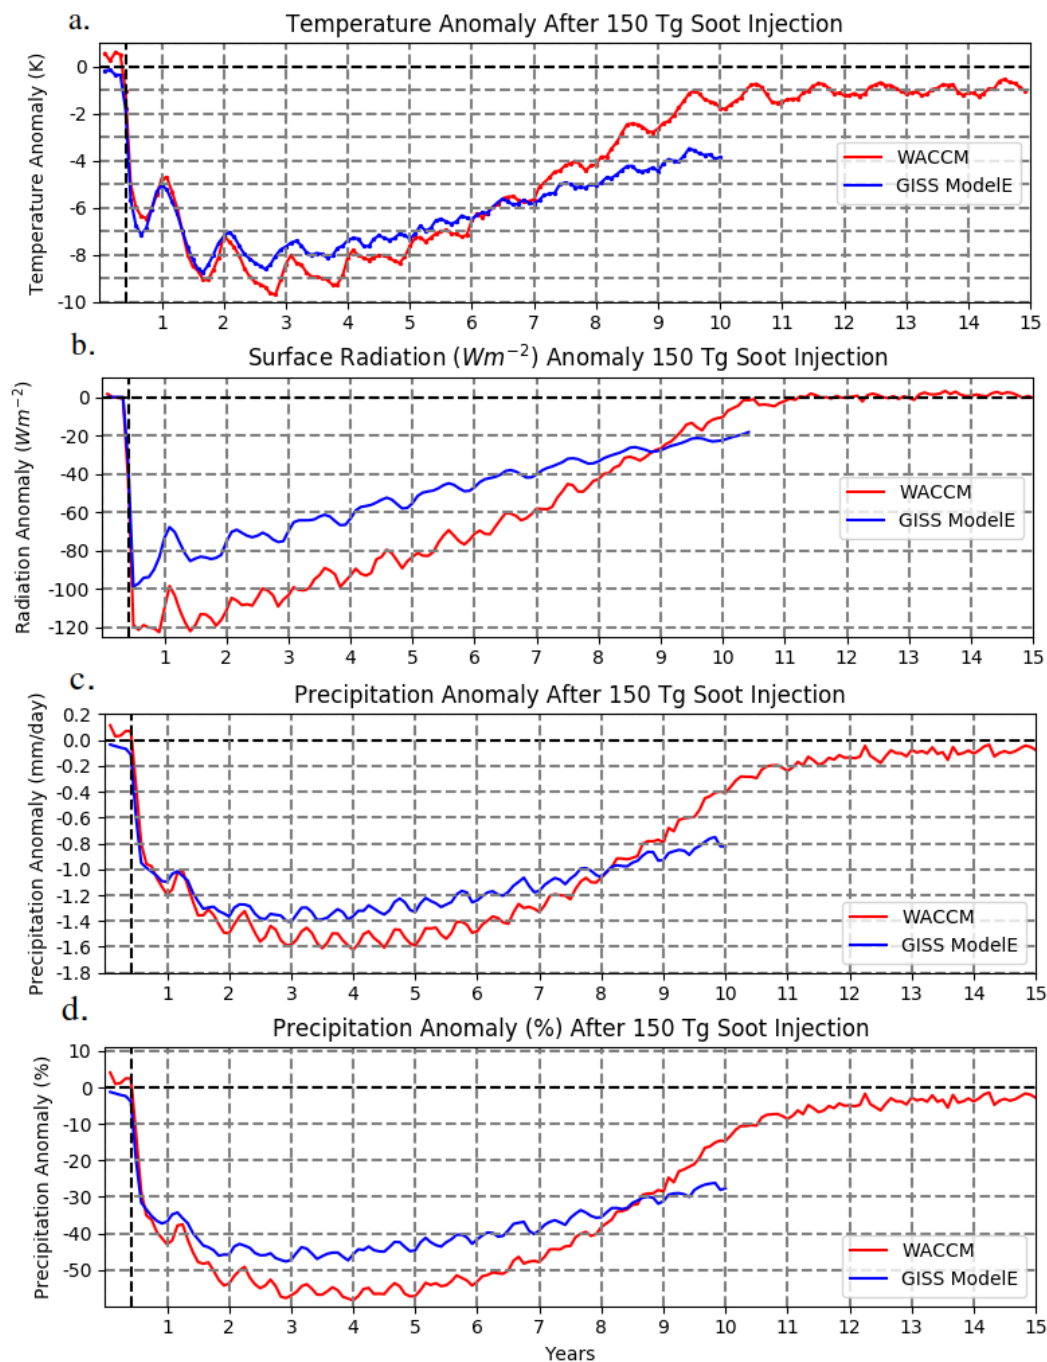 a.
Temperature Anomaly After 150 Tg Soot Injection
Temperature Anomaly (K)
0
-2
-4
-6
-8
-10
WACCM
GISS ModelE
1 2 3 4 5 6 7 8 9 10 11 12 13 14 15
b.
Surface Radiation (Wm⁻²) Anomaly 150 Tg Soot Injection
Radiation Anomaly (Wm⁻²)
0
-20
-40
-60
-80
-100
-120
WACCM
GISS ModelE
1 2 3 4 5 6 7 8 9 10 11 12 13 14 15
c.
Precipitation Anomaly After 150 Tg Soot Injection
Precipitation Anomaly (mm/day)
0.2
0.0
-0.2
-0.4
-0.6
-0.8
-1.0
-1.2
-1.4
-1.6
-1.8
WACCM
GISS ModelE
1 2 3 4 5 6 7 8 9 10 11 12 13 14 15
d.
Precipitation Anomaly (%) After 150 Tg Soot Injection
Precipitation Anomaly (%)
10
0
-10
-20
-30
-40
-50
WACCM
GISS ModelE
1 2 3 4 5 6 7 8 9 10 11 12 13 14 15
Years